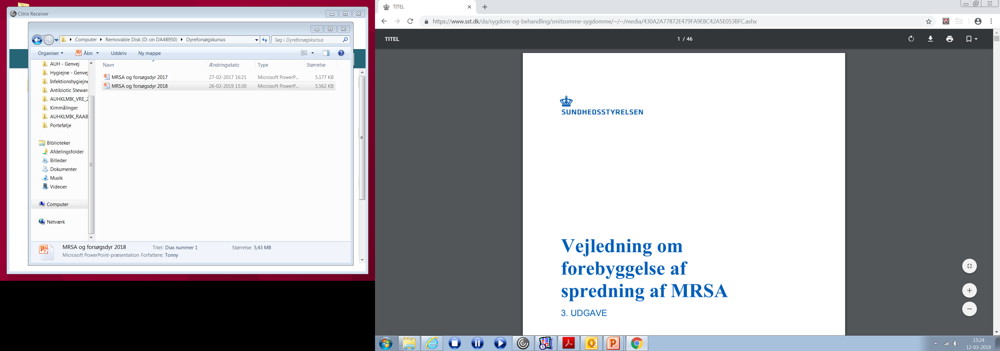 Citrix Receiver
Computer
Removable Disk (D: on DA48950)
Dyreforsøgskursus
Søg i Dyreforsøgskursus
Organiser
Åbn
Udskriv
Ny mappe
AUH - Genvej
Hygiejne - Genvej
Infektionshygiejne
Antibiotic Stewar
AUHKLMIK_VRE_2
Kimmålinger
AUHKLMIK_RAAB
Portefølje
Biblioteker
Afdelingsfolder
Billeder
Dokumenter
Musik
Videoer
Computer
Netværk
Navn Ændringsdato Type Størrelse
MRSA og forsøgsdyr 2017 27-02-2017 16:21 Microsoft PowerP... 5.177 KB
MRSA og forsøgsdyr 2018 26-02-2019 15:30 Microsoft PowerP... 5.562 KB
MRSA og forsøgsdyr 2018 Titel: Dias nummer 1 Størrelse: 5,43 MB
Microsoft PowerPoint-præsentation Forfattere: Tonny
TITEL
https://www.sst.dk/da/sygdom-og-behandling/smitsomme-sygdomme/~/~/media/430A2A77872E479FA9EBC42A5E053BFC.ashx
TITEL 1 / 46
SUNDHEDSSTYRELSEN
Vejledning om
forebyggelse af
spredning af MRSA
3. UDGAVE
15:24
12-03-2019